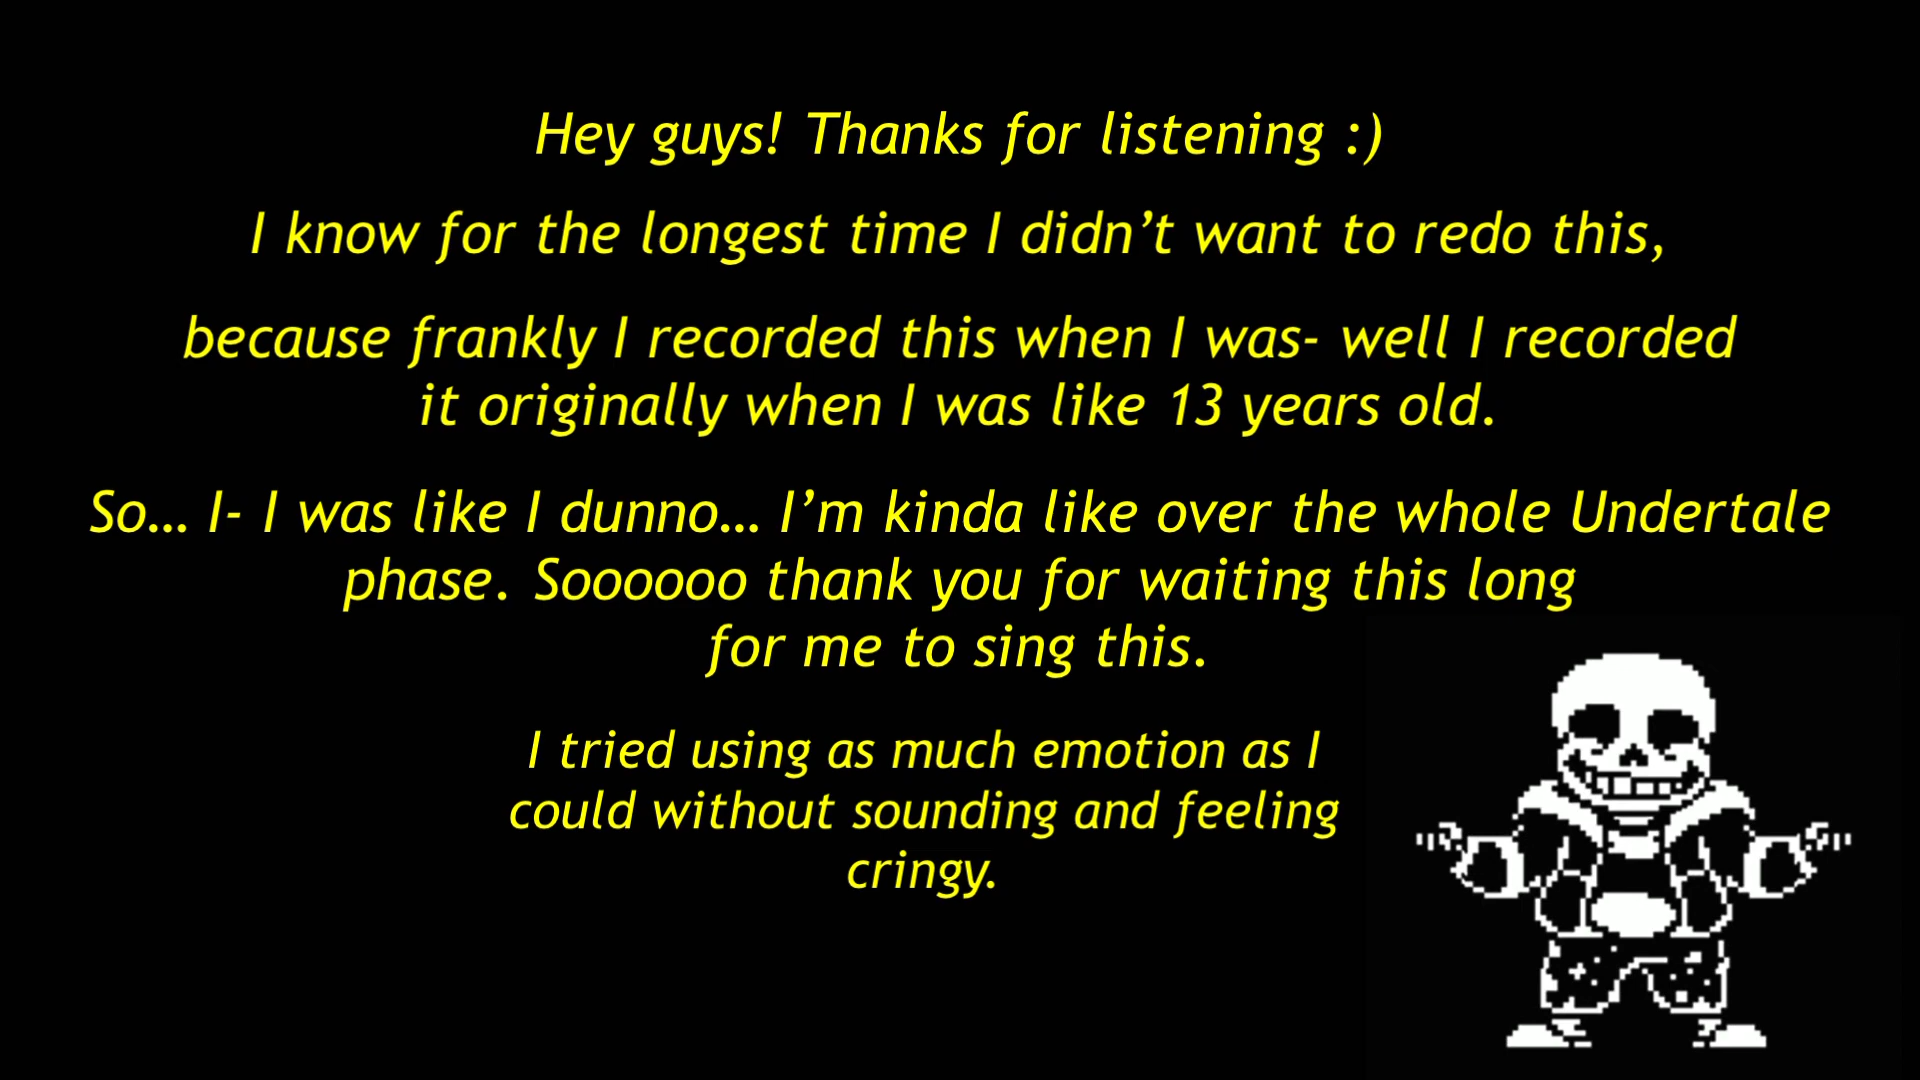 Hey guys! Thanks for listening :)
I know for the longest time I didn’t want to redo this,
because frankly I recorded this when I was- well I recorded
it originally when I was like 13 years old.
So… I- I was like I dunno… I’m kinda like over the whole Undertale
phase. Soooooo thank you for waiting this long
for me to sing this.
I tried using as much emotion as I
could without sounding and feeling
cringy.